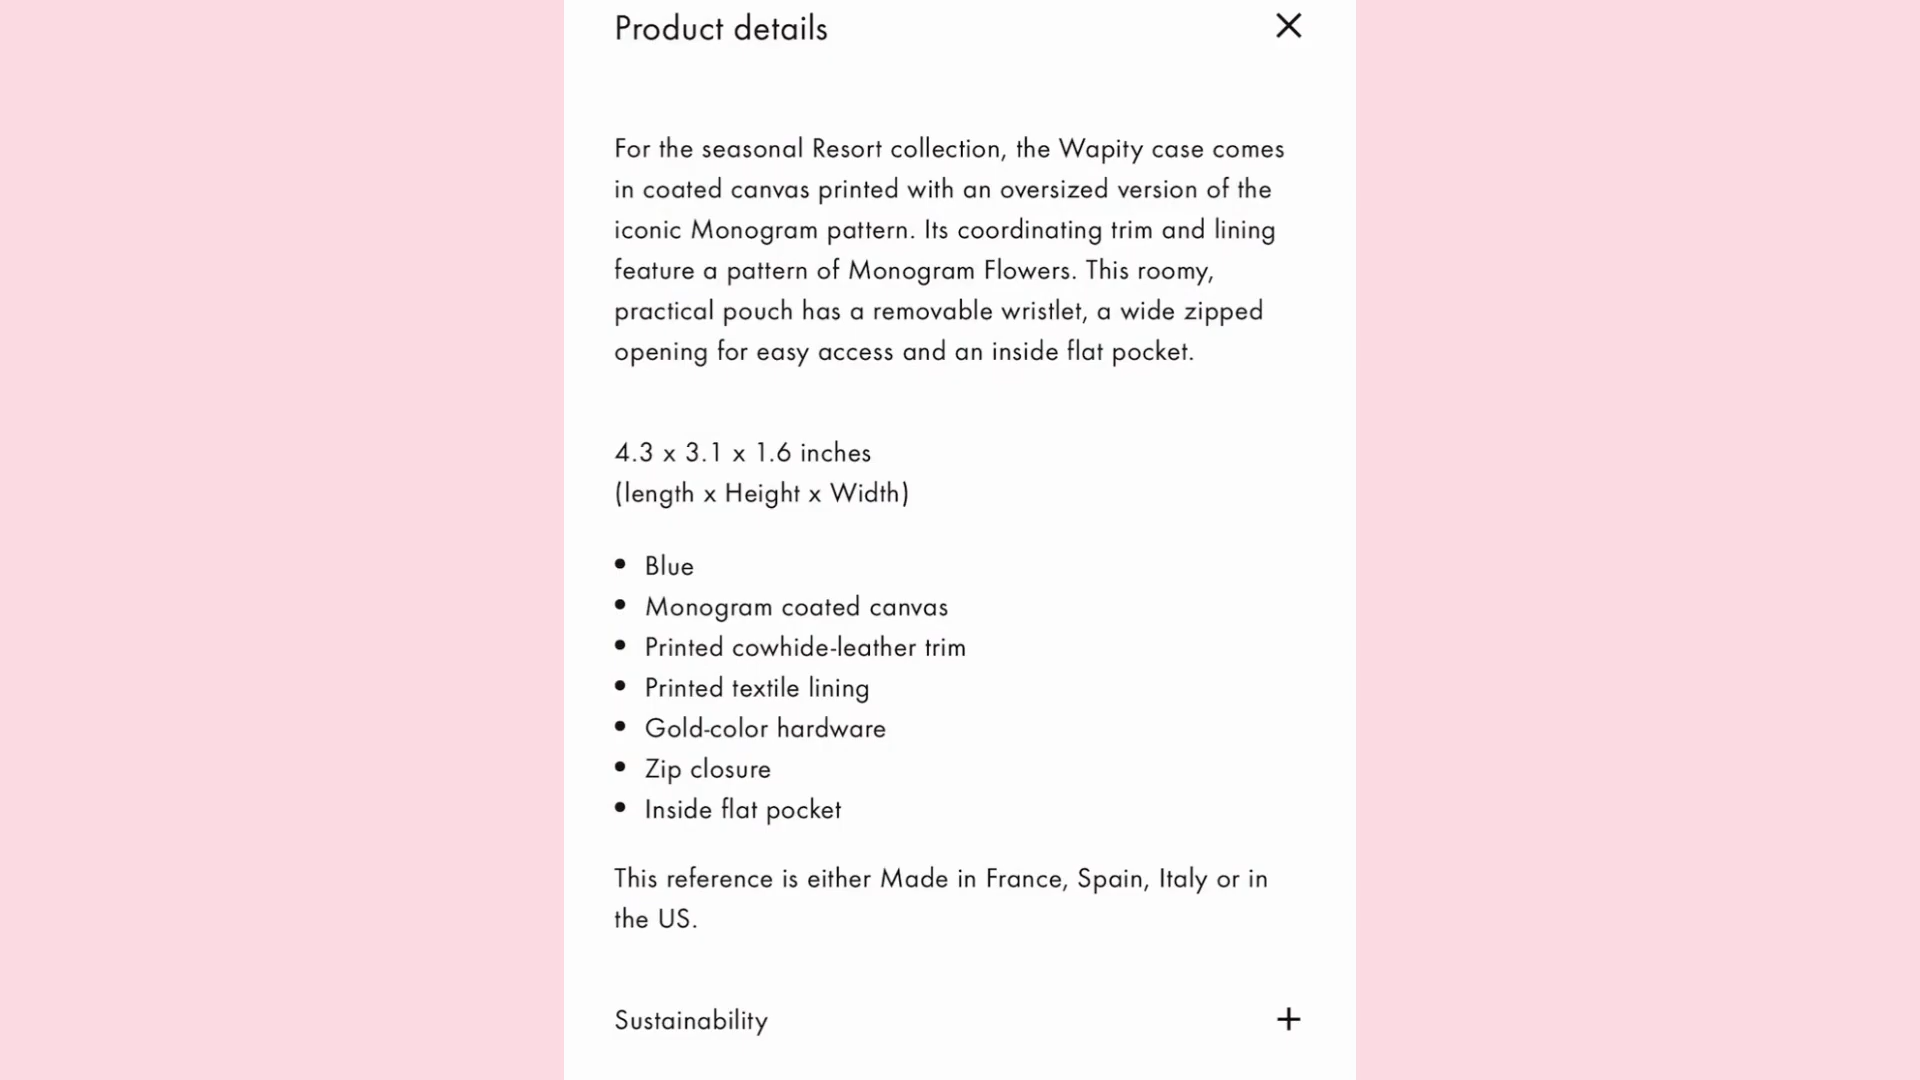 Product details
For the seasonal Resort collection, the Wapity case comes
in coated canvas printed with an oversized version of the
iconic Monogram pattern. Its coordinating trim and lining
feature a pattern of Monogram Flowers. This roomy,
practical pouch has a removable wristlet, a wide zipped
opening for easy access and an inside flat pocket.
4.3 x 3.1 x 1.6 inches
(length x Height x Width)
• Blue
• Monogram coated canvas
• Printed cowhide-leather trim
• Printed textile lining
• Gold-color hardware
• Zip closure
• Inside flat pocket
This reference is either Made in France, Spain, Italy or in
the US.
Sustainability